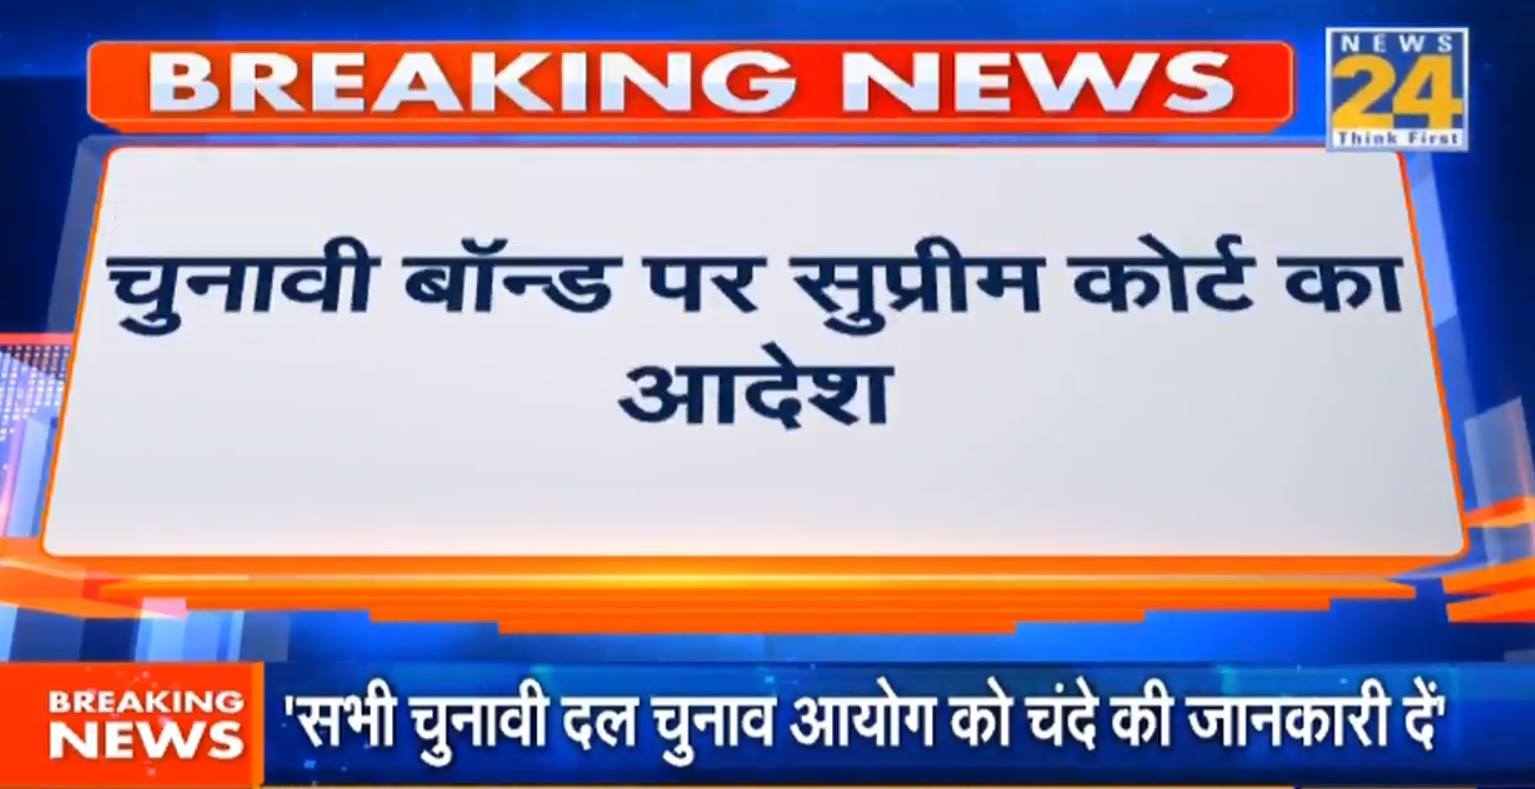 BREAKING NEWS
NEWS
24
Think First
चुनावी बॉन्ड पर सुप्रीम कोर्ट का
आदेश
BREAKING
NEWS
'सभी चुनावी दल चुनाव आयोग को चंदे की जानकारी दें'